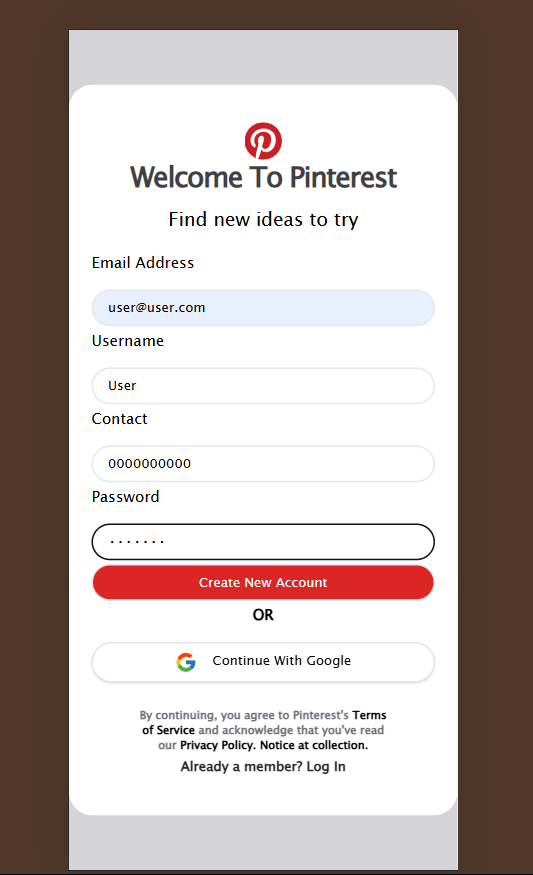 Welcome To Pinterest
Find new ideas to try
Email Address
user@user.com
Username
User
Contact
0000000000
Password
·······
Create New Account
OR
Continue With Google
By continuing, you agree to Pinterest's Terms
of Service and acknowledge that you've read
our Privacy Policy. Notice at collection.
Already a member? Log In